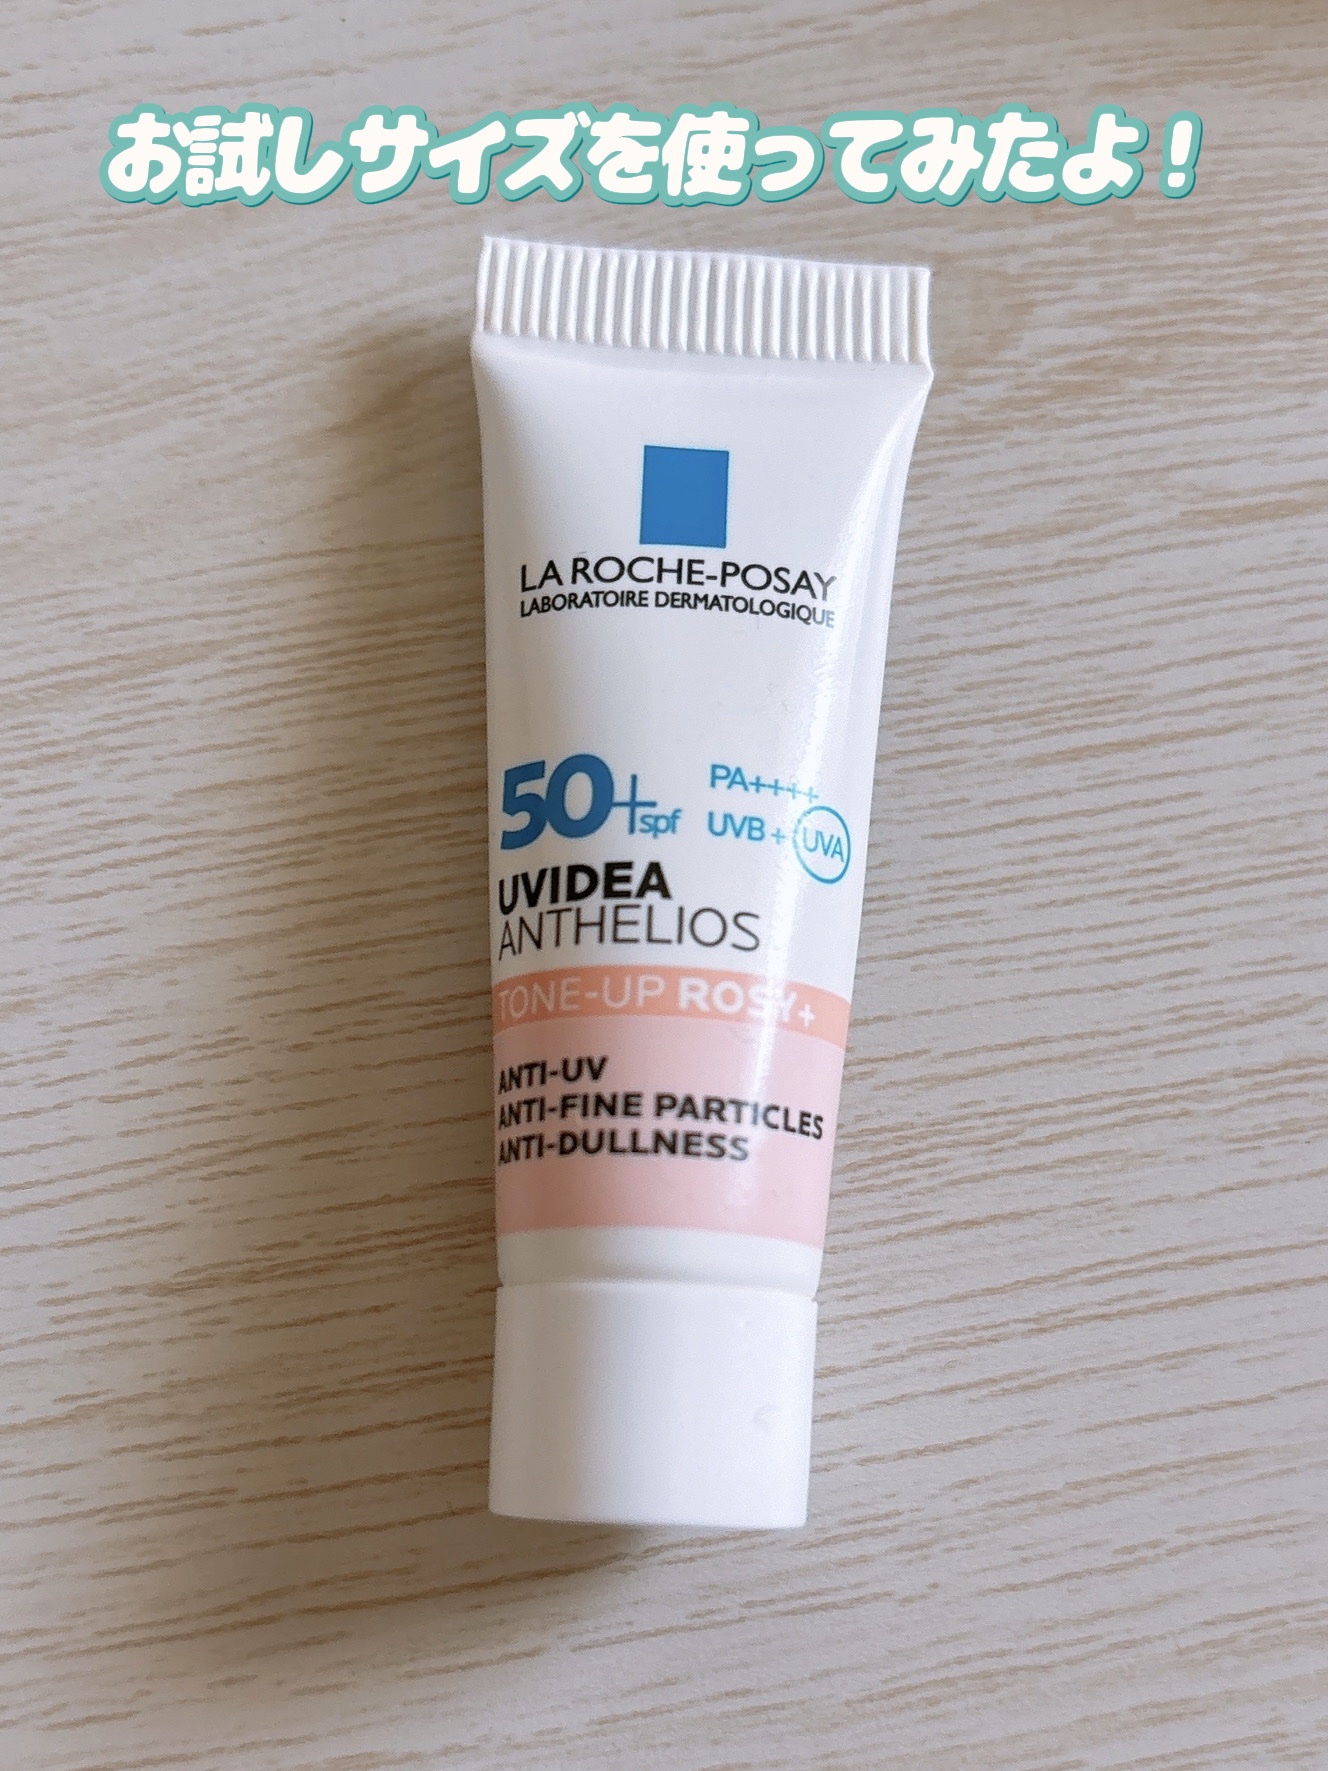 お試しサイズを使ってみたよ！
LA ROCHE-POSAY
LABORATOIRE DERMATOLOGIQUE
50+spf
PA++++
UVB + UVA
UVIDEA
ANTHELIOS
TONE-UP ROSY+
ANTI-UV
ANTI-FINE PARTICLES
ANTI-DULLNESS